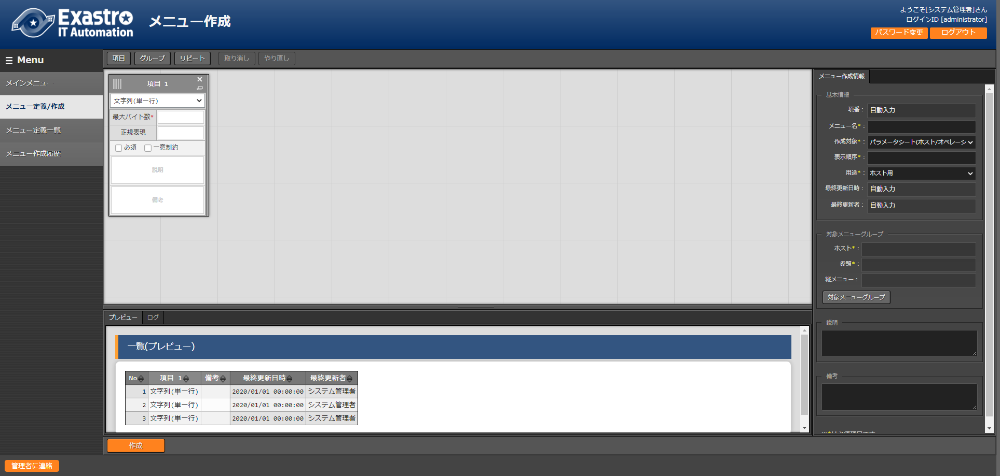 Exastro
IT Automation
メニュー作成
ようこそ[システム管理者]さん
ログインID [administrator]
パスワード変更
ログアウト
Menu
メインメニュー
メニュー定義/作成
メニュー定義一覧
メニュー作成履歴
項目
グループ
リピート
取り消し
やり直し
項目 1
文字列(単一行)
最大バイト数*
正規表現
必須
一意制約
説明
備考
メニュー作成情報
基本情報
項番 : 自動入力
メニュー名* :
作成対象* : パラメータシート(ホスト/オペレーシ
表示順序* :
用途* : ホスト用
最終更新日時 : 自動入力
最終更新者 : 自動入力
対象メニューグループ
ホスト* :
参照* :
縦メニュー :
対象メニューグループ
説明
備考
プレビュー
ログ
一覧(プレビュー)
No 項目 1 備考 最終更新日時 最終更新者
1 文字列(単一行) 2020/01/01 00:00:00 システム管理者
2 文字列(単一行) 2020/01/01 00:00:00 システム管理者
3 文字列(単一行) 2020/01/01 00:00:00 システム管理者
作成
管理者に連絡